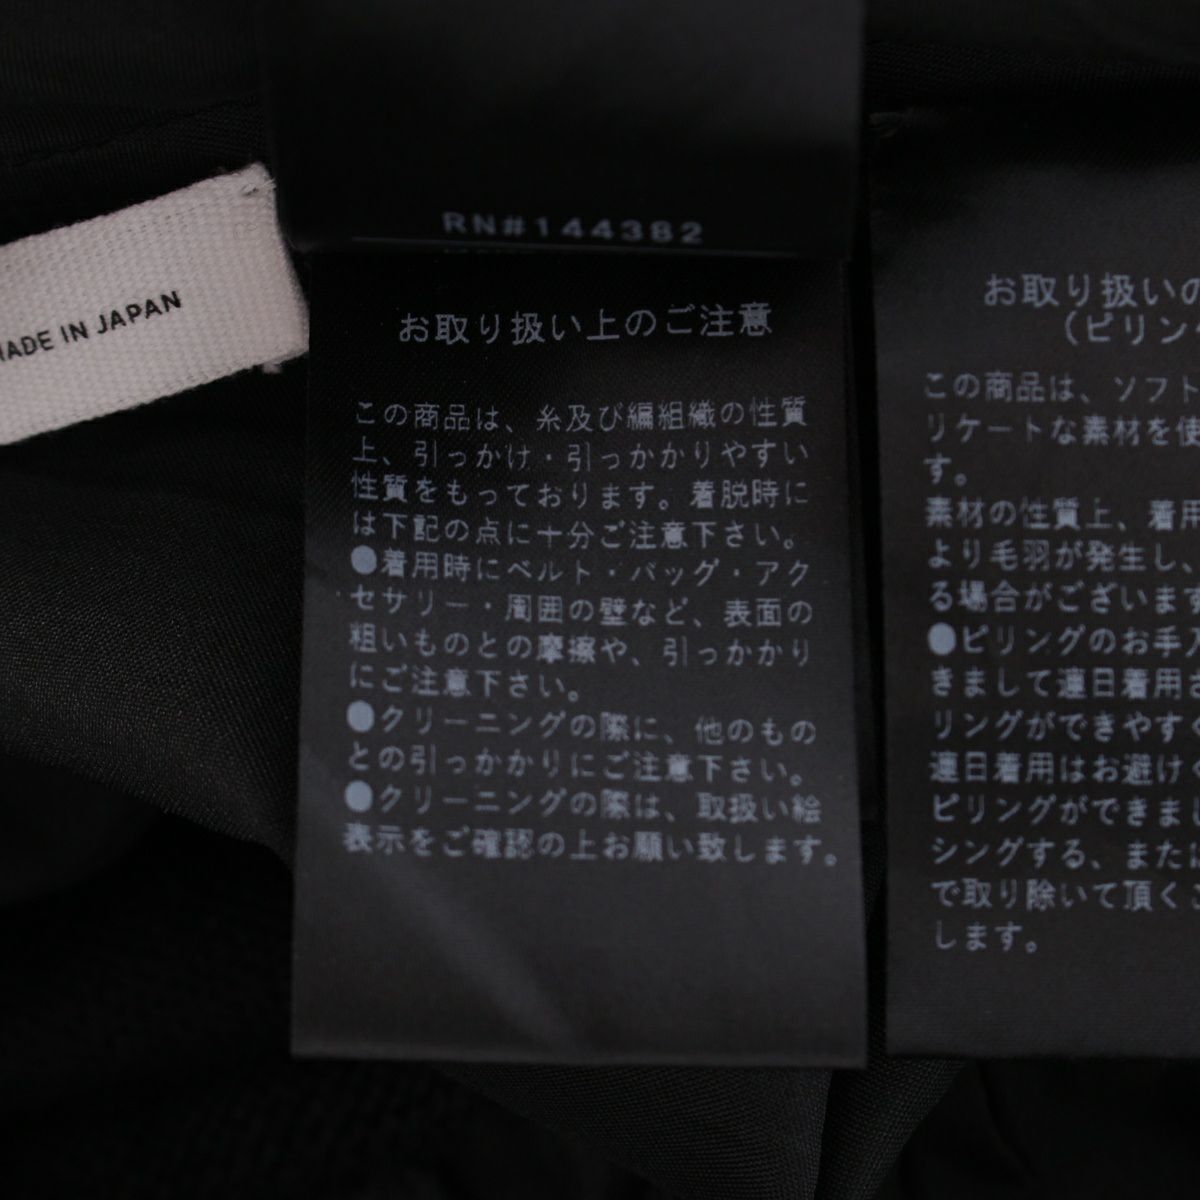 MADE IN JAPAN
RN#144382
お取り扱い上のご注意
この商品は、糸及び編組織の性質
上、引っかけ・引っかかりやすい
性質をもっております。着脱時に
は下記の点に十分ご注意下さい。
●着用時にベルト・バッグ・アク
セサリー・周囲の壁など、表面の
粗いものとの摩擦や、引っかかり
にご注意下さい。
●クリーニングの際に、他のもの
との引っかかりにご注意下さい。
●クリーニングの際は、取扱い絵
表示をご確認の上お願い致します。
お取り扱いの
（ピリン
この商品は、ソフト
リケートな素材を使
す。
素材の性質上、着用
より毛羽が発生し、
る場合がございます
●ピリングのお手入
きまして連日着用さ
リングができやすく
連日着用はお避けく
ピリングができまし
シングする、または
で取り除いて頂くこ
します。